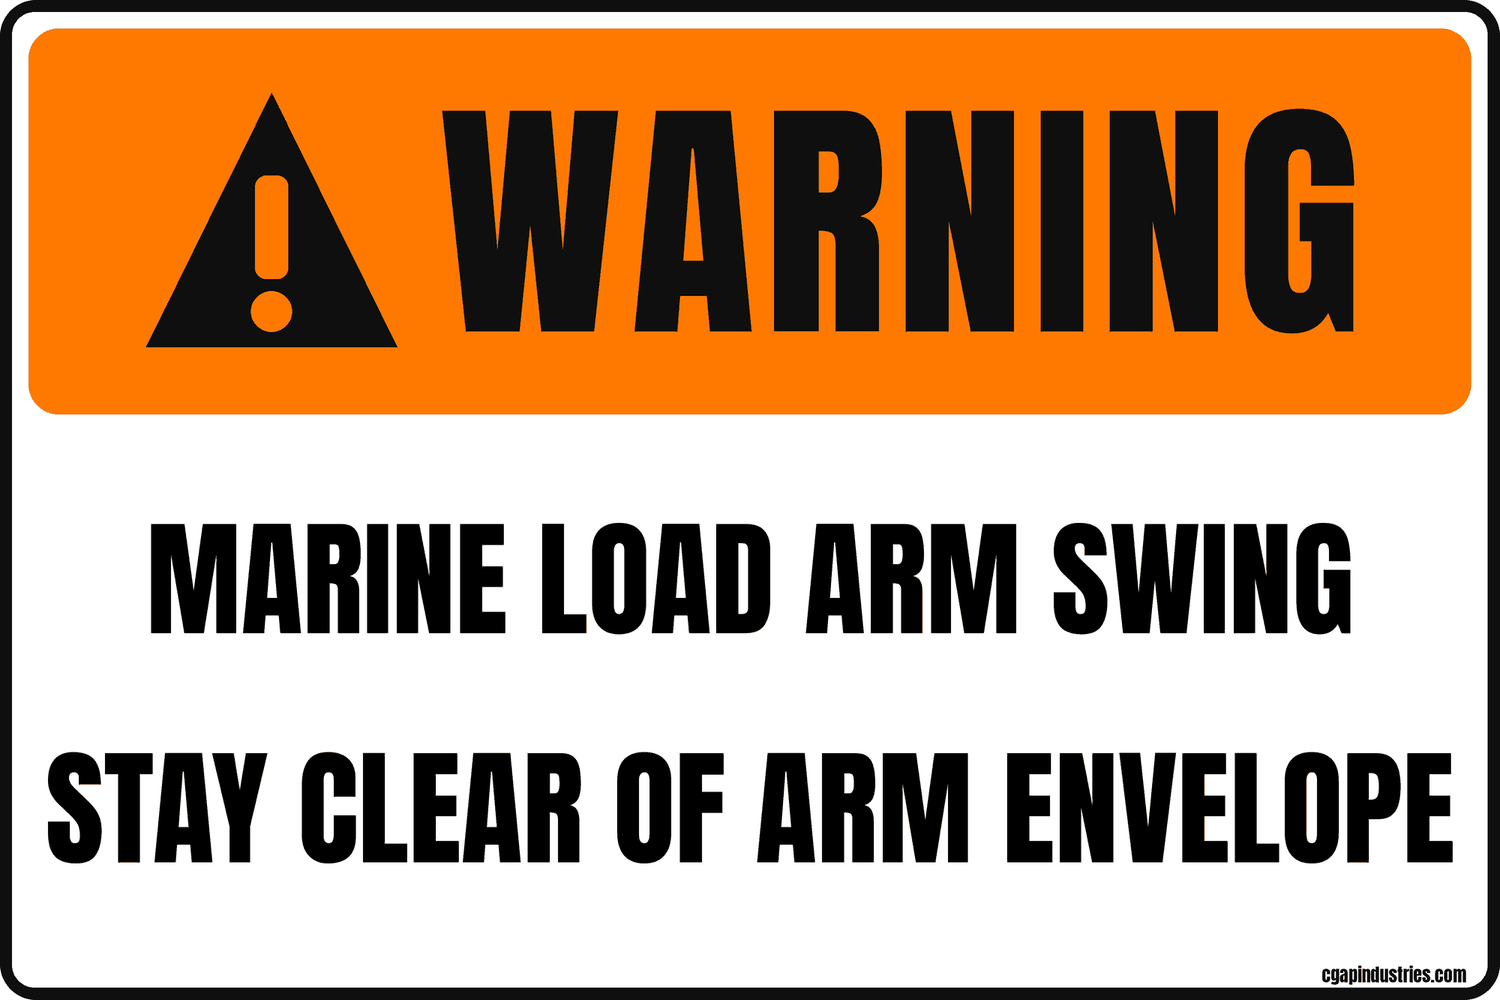 WARNING
MARINE LOAD ARM SWING
STAY CLEAR OF ARM ENVELOPE
cgapindustries.com